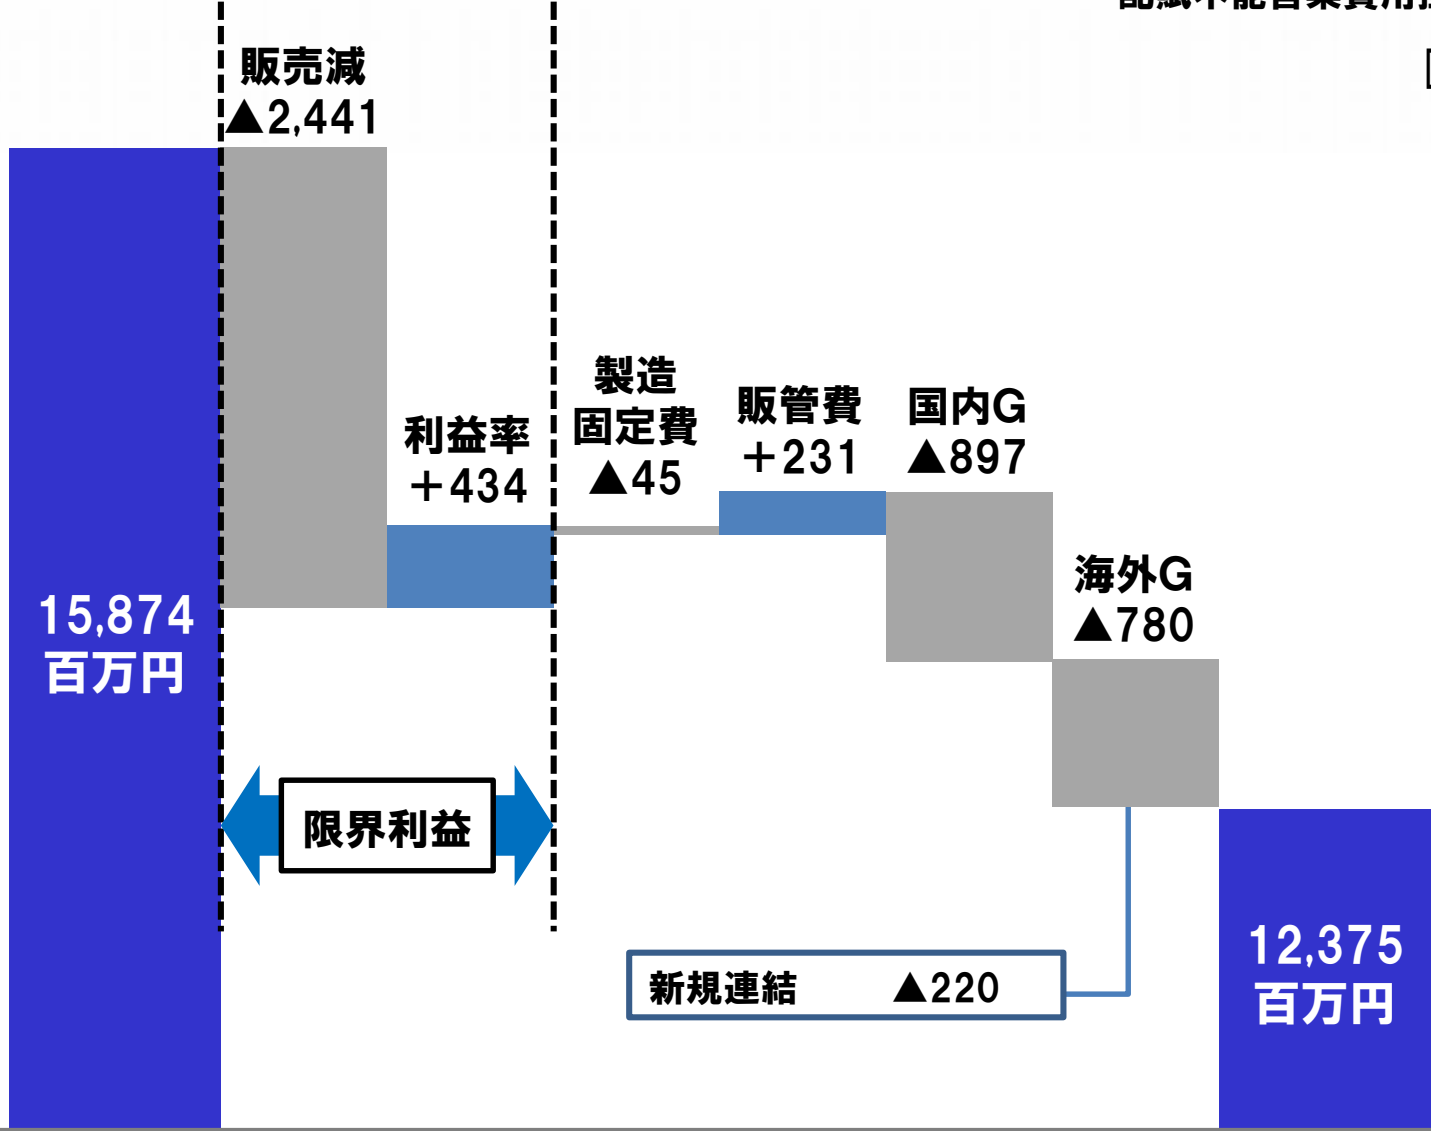 販売減
▲2,441
利益率
＋434
製造
固定費
▲45
販管費
＋231
国内G
▲897
海外G
▲780
15,874
百万円
限界利益
新規連結 ▲220
12,375
百万円